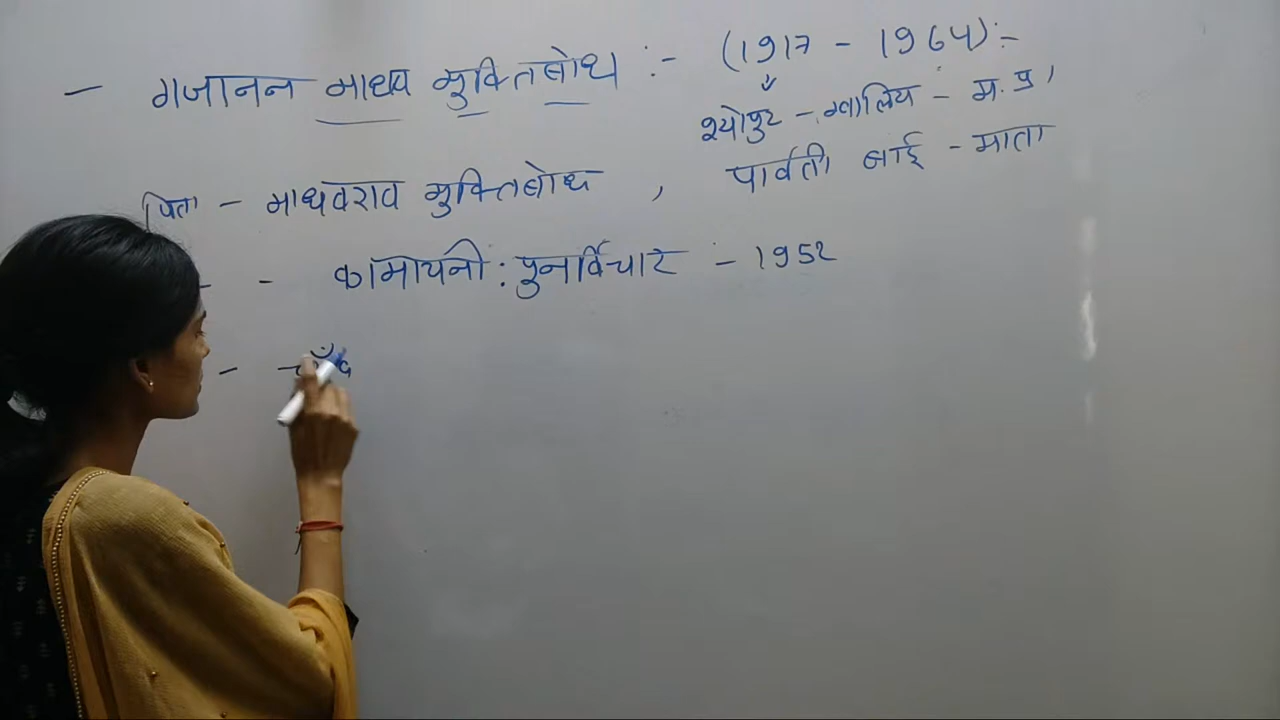 - गजानन माधव मुक्तिबोध :- (1917 - 1964) :-
श्योपुर - ग्वालिय - म. प्र,
पिता - माधवराव मुक्तिबोध , पार्वती बाई - माता
- कामायनी : पुनर्विचार - 1952
- चाँद